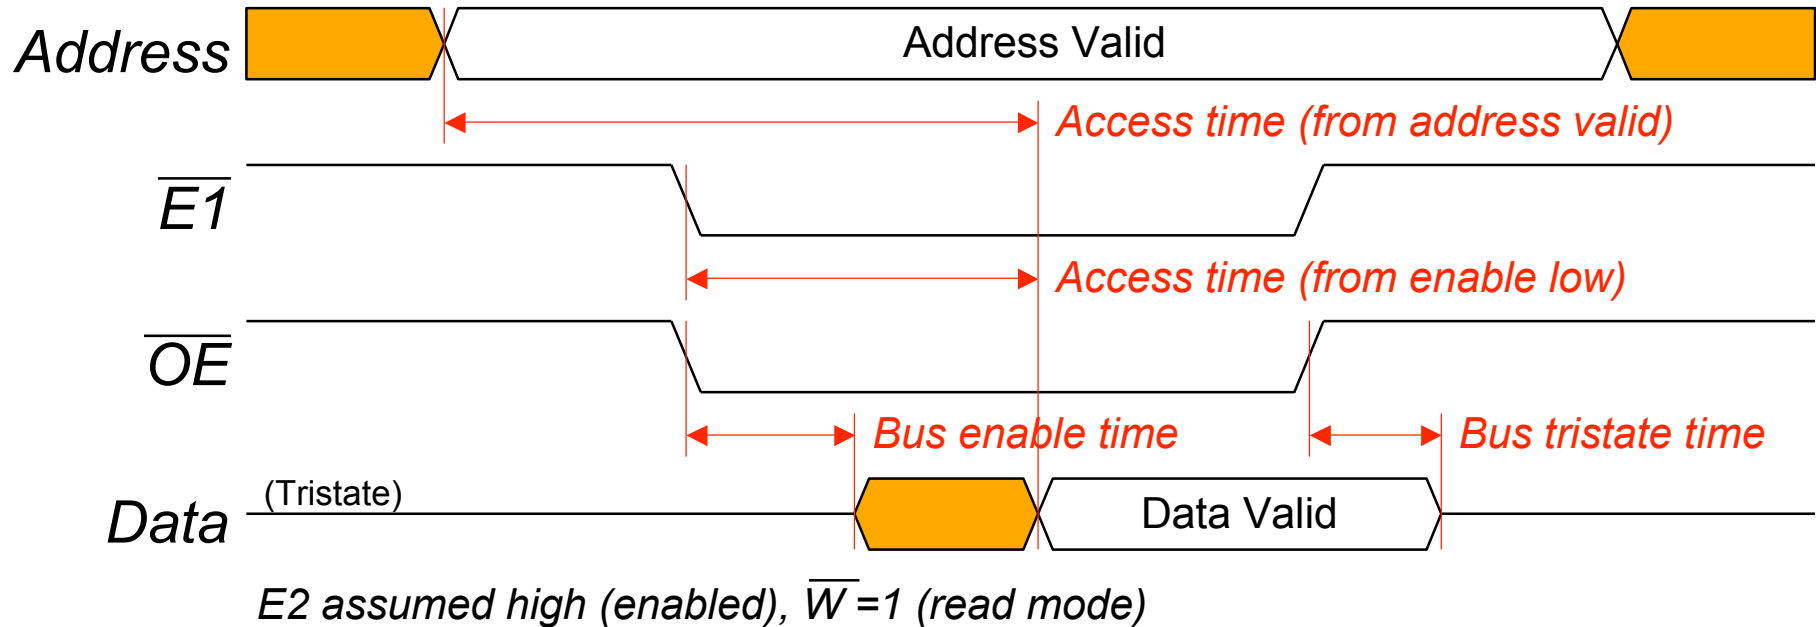 Address
Address Valid
Access time (from address valid)
E1
Access time (from enable low)
OE
Bus enable time
Bus tristate time
(Tristate)
Data
Data Valid
E2 assumed high (enabled), W̅=1 (read mode)